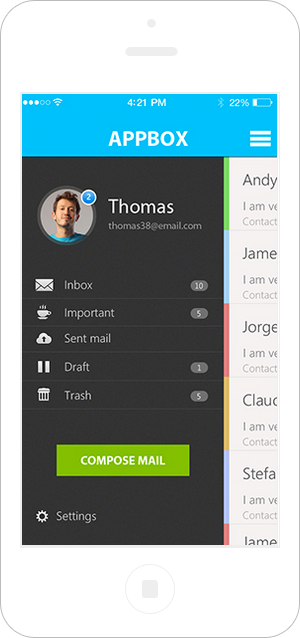 4:21 PM
22%
APPBOX
2
Thomas
thomas38@email.com
Inbox 10
Important 5
Sent mail
Draft 1
Trash 5
COMPOSE MAIL
Settings
Andy
I am ve
Contact
Jame
I am ve
Contact
Jorge
I am ve
Contact
Claud
I am ve
Contact
Stefa
I am ve
Contact
Jame